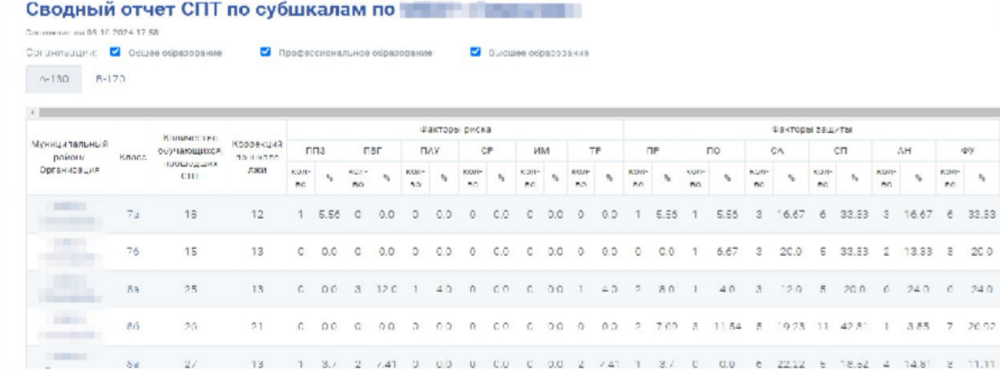 Сводный отчет СПТ по субшкалам по
Состояние на 08.10.2024 17:58
Организации: Общее образование Профессиональное образование Высшее образование
А-130 В-170
Факторы риска Факторы защиты
Муниципальный район/ Организация Класс Количество обучающихся, прошедших СПТ Коррекций по шкале лжи ППЗ ПВГ ПАУ СР ИМ ТР ПР ПО СА СП АН ФУ
кол-во % кол-во % кол-во % кол-во % кол-во % кол-во % кол-во % кол-во % кол-во % кол-во % кол-во % кол-во %
18 12 1 5.56 0 0.0 0 0.0 0 0.0 0 0.0 0 0.0 1 5.56 1 5.56 3 16.67 6 33.33 3 16.67 6 33.33
7б 15 13 0 0.0 0 0.0 0 0.0 0 0.0 0 0.0 0 0.0 0 0.0 1 6.67 3 20.0 5 33.33 2 13.33 3 20.0
25 13 0 0.0 3 12.0 1 4.0 0 0.0 0 0.0 1 4.0 2 8.0 1 4.0 3 12.0 5 20.0 6 24.0 6 24.0
8б 26 21 0 0.0 0 0.0 0 0.0 0 0.0 0 0.0 0 0.0 2 7.69 3 11.54 5 19.23 11 1 3.85 7 26.92
8в 27 13 1 3.7 2 7.41 0 0.0 0 0.0 0 0.0 2 7.41 1 3.7 0 0.0 6 22.22 5 18.52 4 14.81 3 11.11